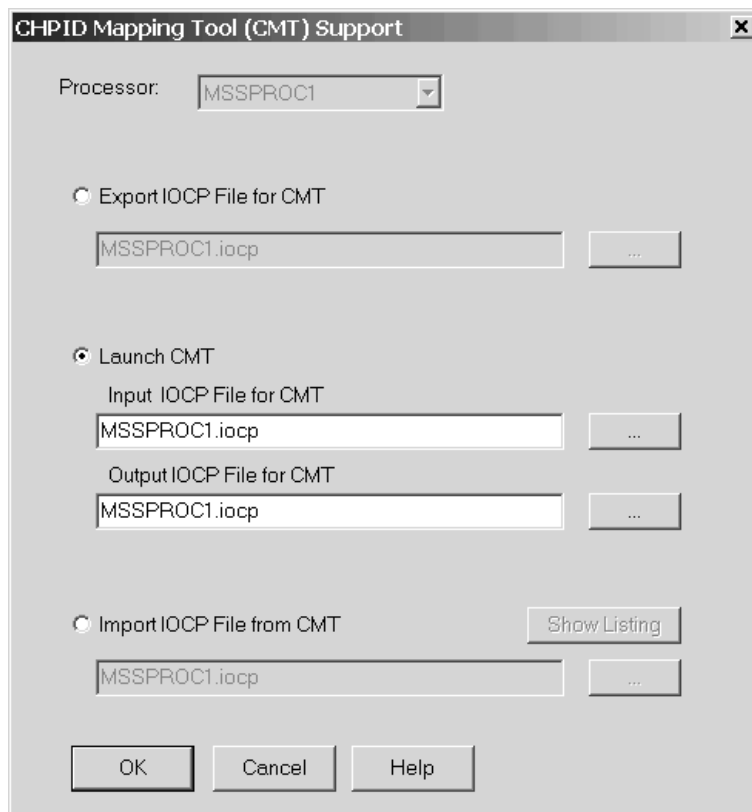 CHPID Mapping Tool (CMT) Support
Processor: MSSPROC1
Export IOCP File for CMT
MSSPROC1.iocp ...
Launch CMT
Input IOCP File for CMT
MSSPROC1.iocp ...
Output IOCP File for CMT
MSSPROC1.iocp ...
Import IOCP File from CMT Show Listing
MSSPROC1.iocp ...
OK Cancel Help